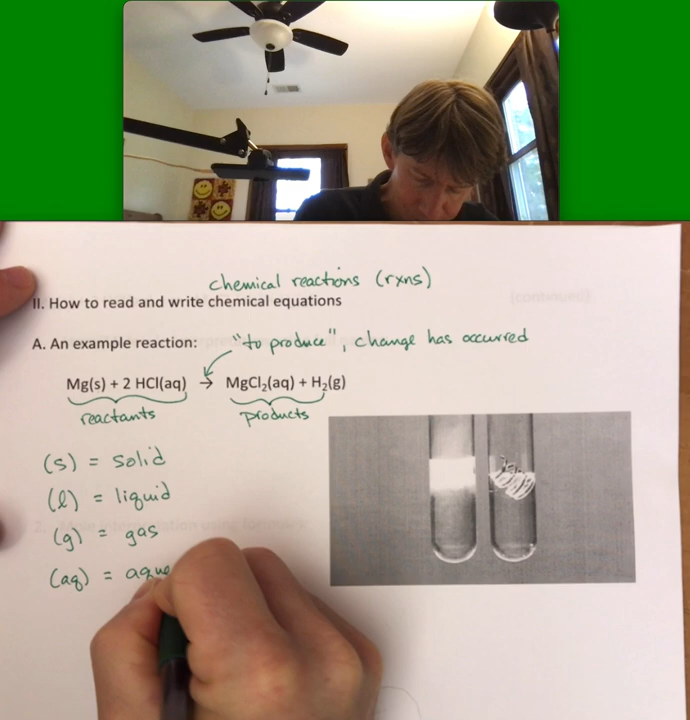 chemical reactions (rxns)
II. How to read and write chemical equations
A. An example reaction: "to produce", change has occurred
Mg(s) + 2 HCl(aq) → MgCl₂(aq) + H₂(g)
reactants products
(s) = solid
(l) = liquid
(g) = gas
(aq) = aque